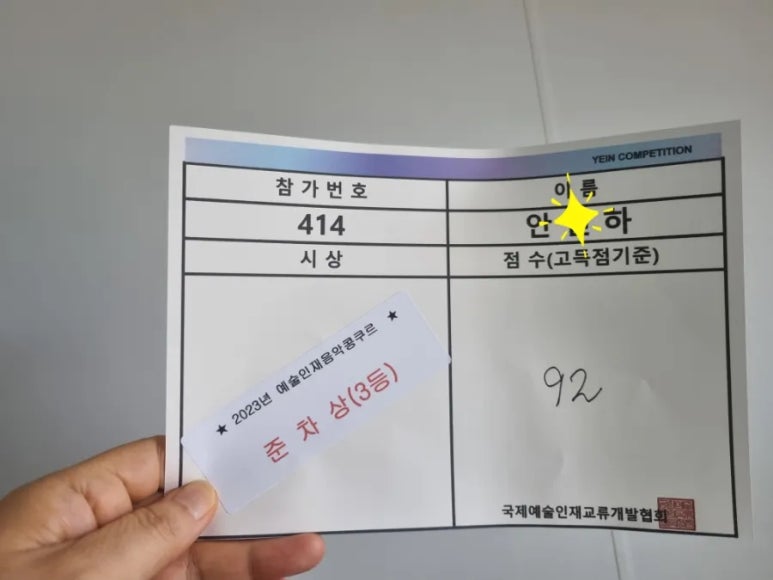 YEIN COMPETITION
참가번호
이름
414
안 하
시상
점 수(고득점기준)
★ 2023년 예술인재음악콩쿠르 ★
준 차 상(3등)
92
국제예술인재교류개발협회